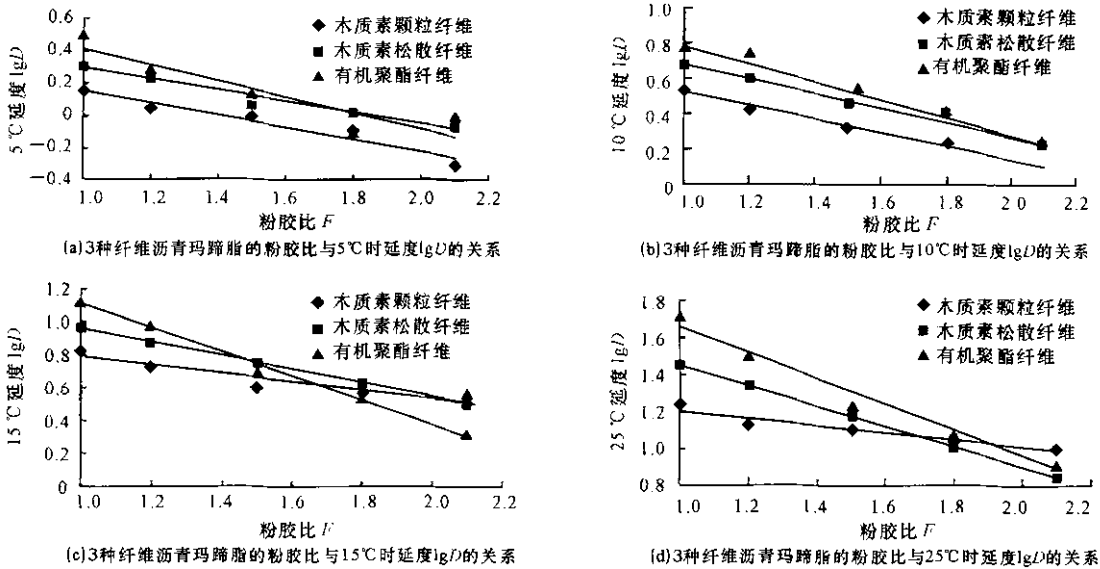 0.6
0.4
0.2
0
−0.2
−0.4
5℃延度lgD
1.0 1.2 1.4 1.6 1.8 2.0 2.2
粉胶比 F
木质素颗粒纤维
木质素松散纤维
有机聚酯纤维
(a)3种纤维沥青玛蹄脂的粉胶比与5℃时延度lgD的关系
1.0
0.8
0.6
0.4
0.2
0
10℃延度lgD
1.0 1.2 1.4 1.6 1.8 2.0 2.2
粉胶比 F
木质素颗粒纤维
木质素松散纤维
有机聚酯纤维
(b)3种纤维沥青玛蹄脂的粉胶比与10℃时延度lgD的关系
1.2
1.0
0.8
0.6
0.4
0.2
0
15℃延度lgD
1.0 1.2 1.4 1.6 1.8 2.0 2.2
粉胶比 F
木质素颗粒纤维
木质素松散纤维
有机聚酯纤维
(c)3种纤维沥青玛蹄脂的粉胶比与15℃时延度lgD的关系
1.8
1.6
1.4
1.2
1.0
0.8
25℃延度lgD
1.0 1.2 1.4 1.6 1.8 2.0 2.2
粉胶比 F
木质素颗粒纤维
木质素松散纤维
有机聚酯纤维
(d)3种纤维沥青玛蹄脂的粉胶比与25℃时延度lgD的关系